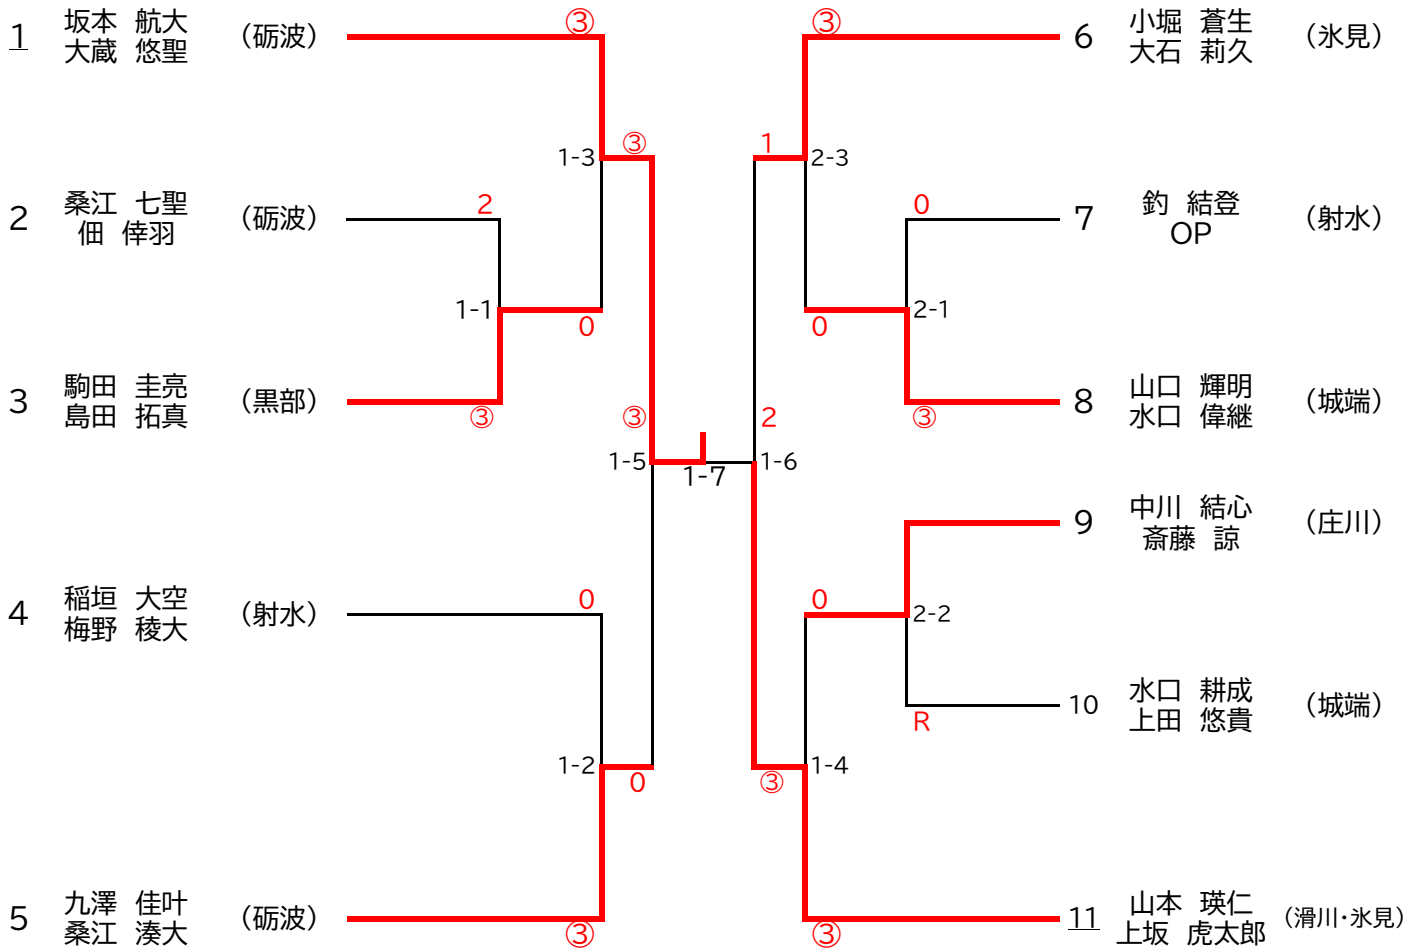 1 坂本 航大 (砺波)
大蔵 悠聖
③
1-3
③
2 桑江 七聖 (砺波)
佃 倖羽
2
1-1
0
3 駒田 圭亮 (黒部)
島田 拓真
③
③
1-5
1-7
4 稲垣 大空 (射水)
梅野 稜大
0
1-2
0
5 九澤 佳叶 (砺波)
桑江 湊大
③
③
6 小堀 蒼生 (氷見)
大石 莉久
1
2-3
0
7 釣 結登 (射水)
OP
2-1
0
8 山口 輝明 (城端)
水口 偉継
③
2
1-6
9 中川 結心 (庄川)
斎藤 諒
0
2-2
10 水口 耕成 (城端)
上田 悠貴
R
1-4
③
11 山本 瑛仁 (滑川・氷見)
上坂 虎太郎
③